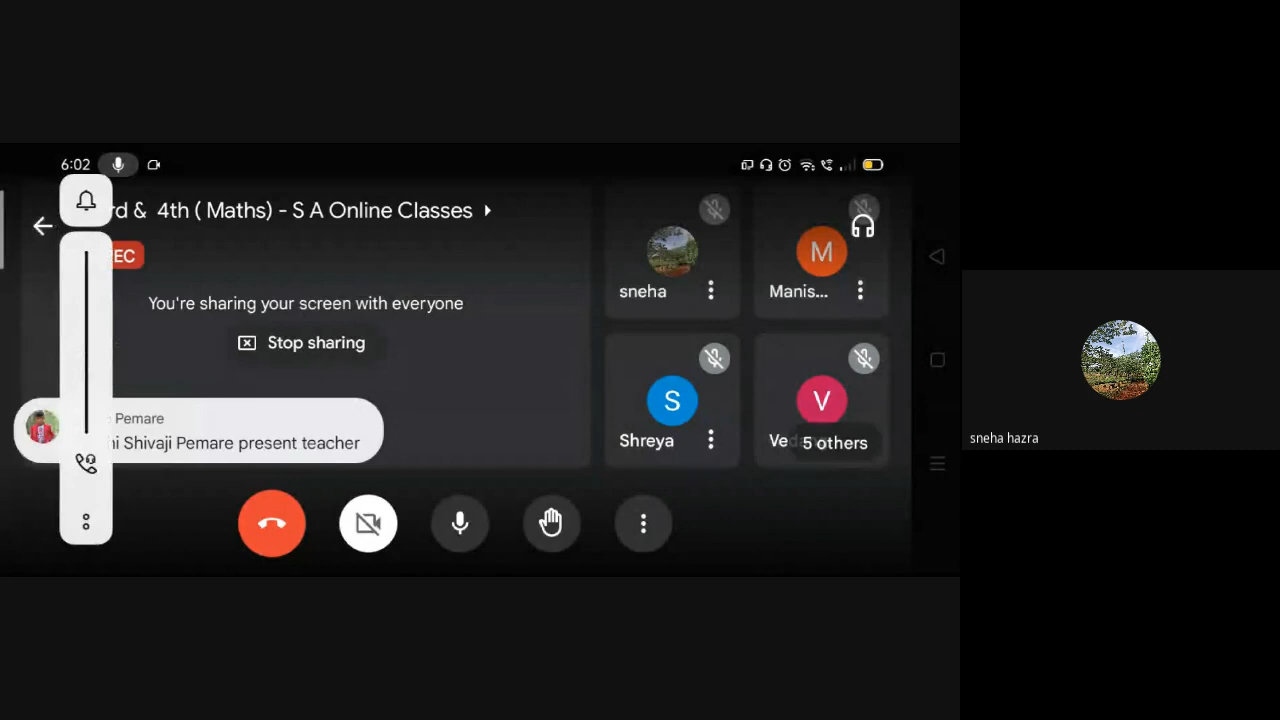 6:02
rd & 4th ( Maths) - S A Online Classes
EC
You're sharing your screen with everyone
Stop sharing
Pemare
hi Shivaji Pemare present teacher
sneha
M
Manis...
S
Shreya
V
Ve
5 others
sneha hazra